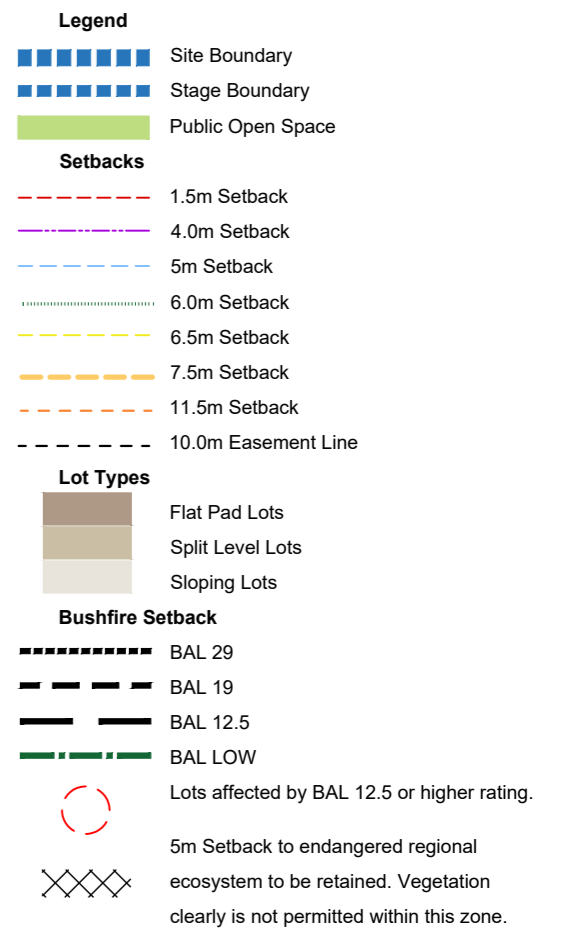 Legend
Site Boundary
Stage Boundary
Public Open Space
Setbacks
1.5m Setback
4.0m Setback
5m Setback
6.0m Setback
6.5m Setback
7.5m Setback
11.5m Setback
10.0m Easement Line
Lot Types
Flat Pad Lots
Split Level Lots
Sloping Lots
Bushfire Setback
BAL 29
BAL 19
BAL 12.5
BAL LOW
Lots affected by BAL 12.5 or higher rating.
5m Setback to endangered regional
ecosystem to be retained. Vegetation
clearly is not permitted within this zone.